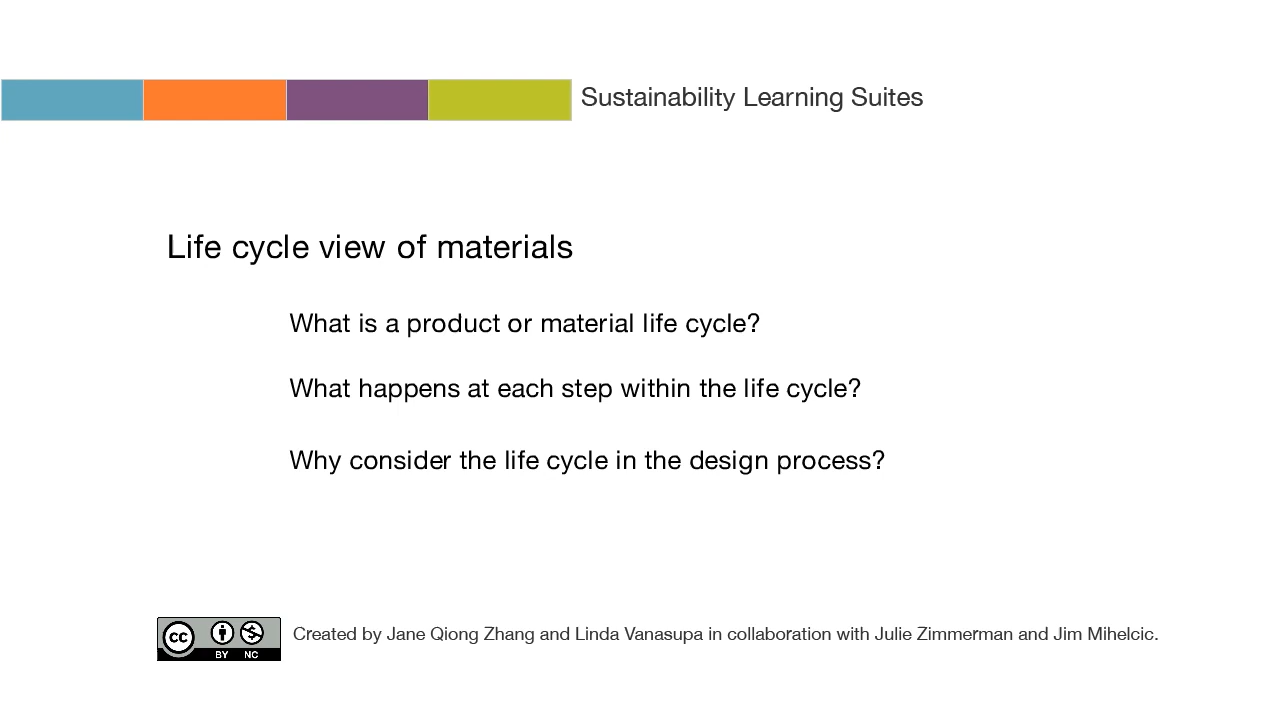 Sustainability Learning Suites
Life cycle view of materials
What is a product or material life cycle?
What happens at each step within the life cycle?
Why consider the life cycle in the design process?
cc
BY NC
Created by Jane Qiong Zhang and Linda Vanasupa in collaboration with Julie Zimmerman and Jim Mihelcic.